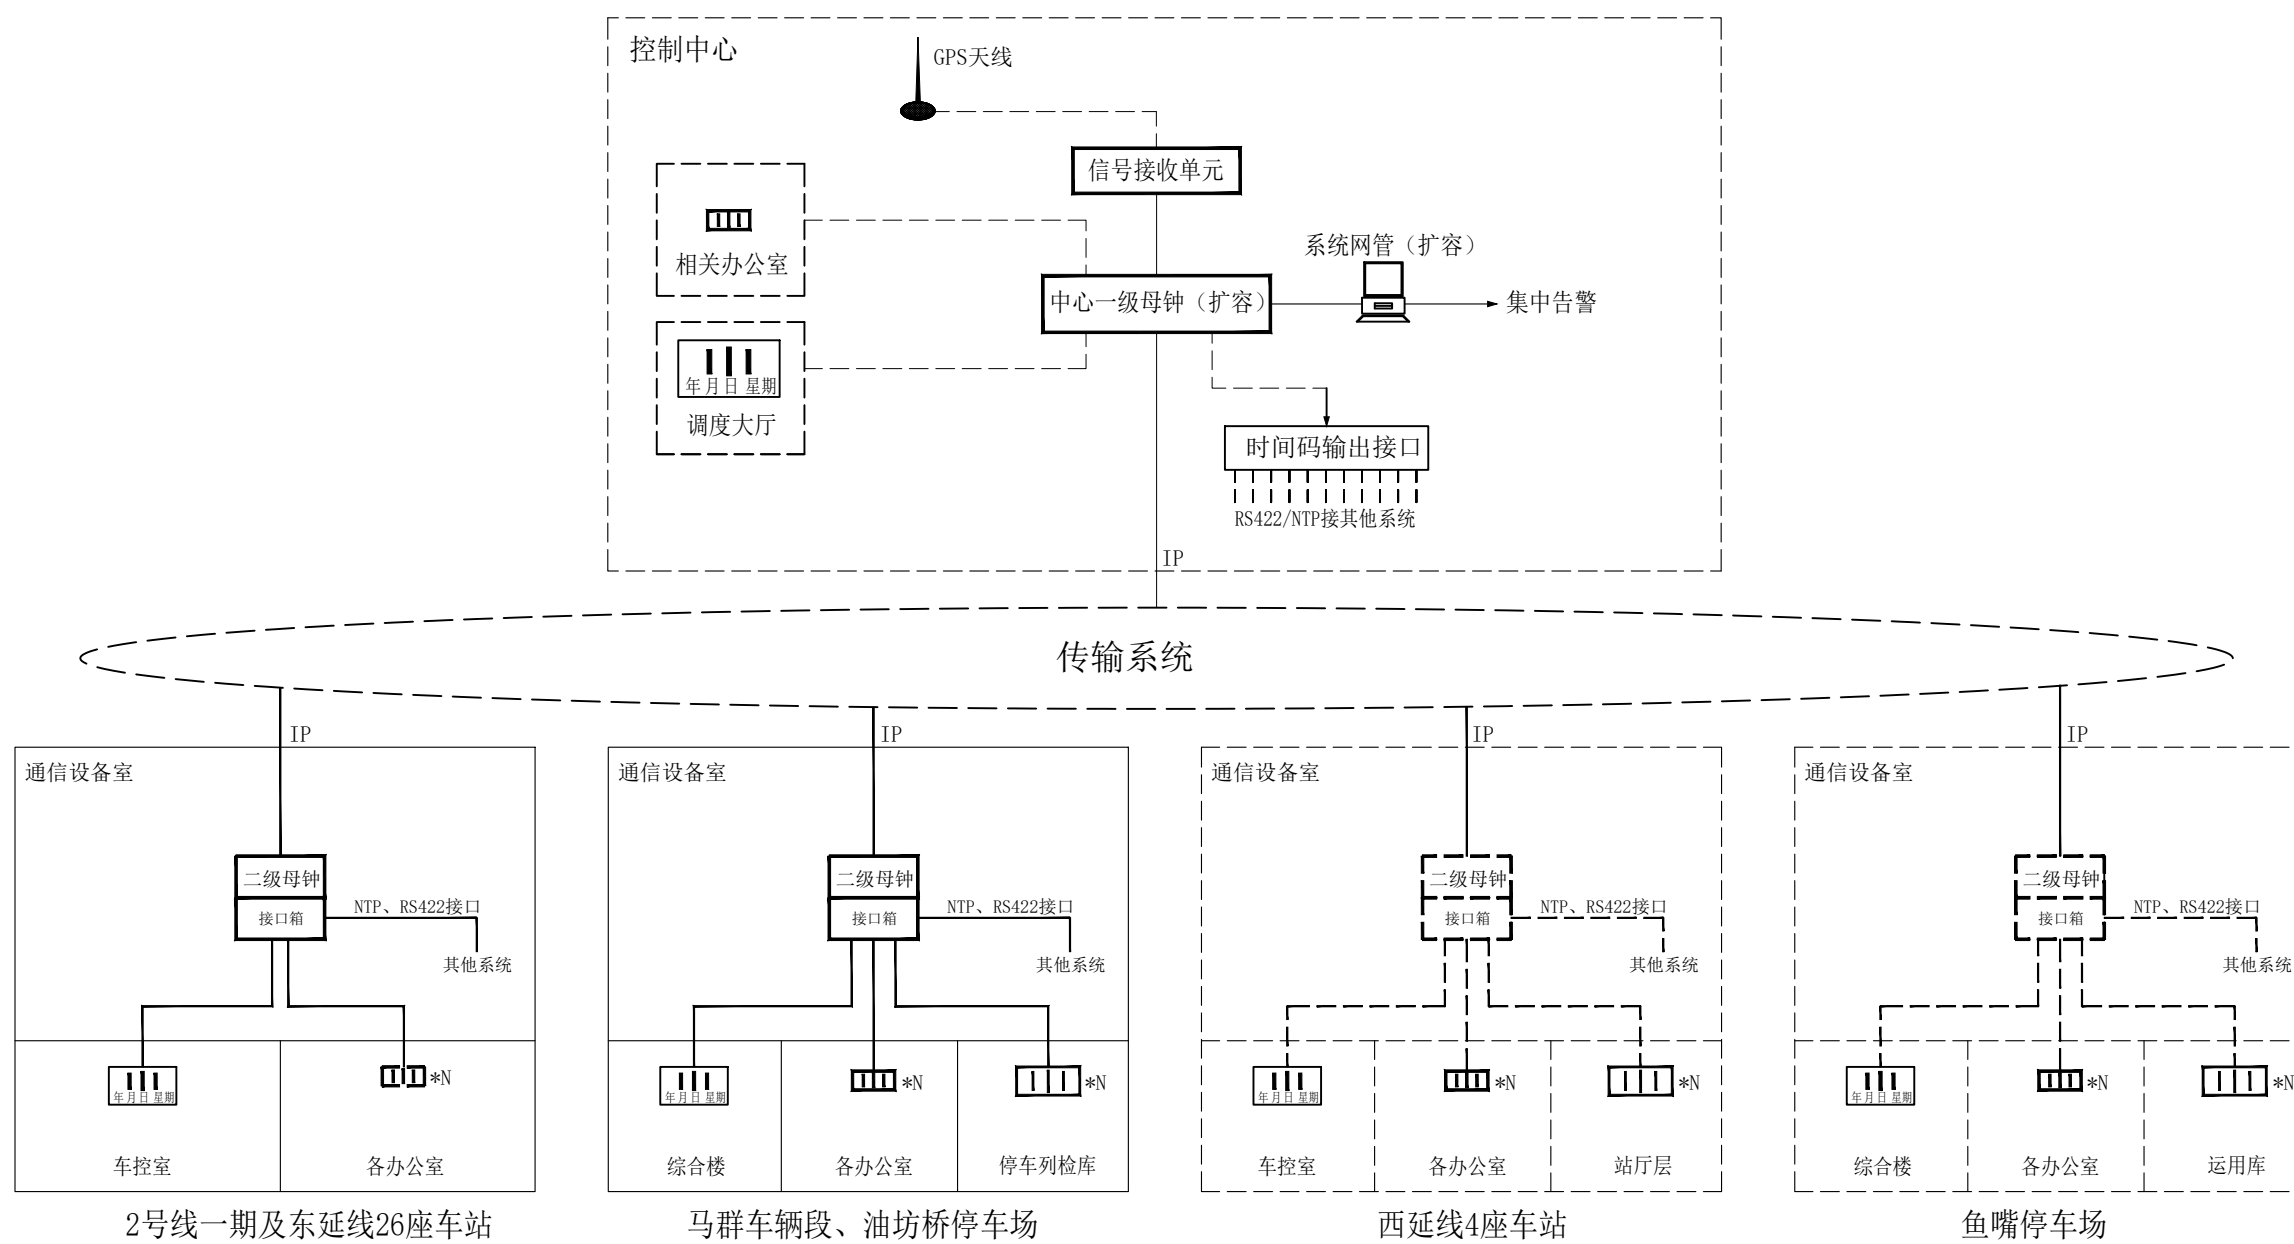 控制中心
GPS天线
信号接收单元
相关办公室
系统网管（扩容）
中心一级母钟（扩容）
集中告警
年月日 星期
调度大厅
时间码输出接口
RS422/NTP接其他系统
IP
传输系统
IP
IP
IP
IP
通信设备室
二级母钟
接口箱
NTP、RS422接口
其他系统
年月日 星期
*N
车控室
各办公室
2号线一期及东延线26座车站
通信设备室
二级母钟
接口箱
NTP、RS422接口
其他系统
年月日 星期
*N
*N
综合楼
各办公室
停车列检库
马群车辆段、油坊桥停车场
通信设备室
二级母钟
接口箱
NTP、RS422接口
其他系统
年月日 星期
*N
*N
车控室
各办公室
站厅层
西延线4座车站
通信设备室
二级母钟
接口箱
NTP、RS422接口
其他系统
年月日 星期
*N
*N
综合楼
各办公室
运用库
鱼嘴停车场